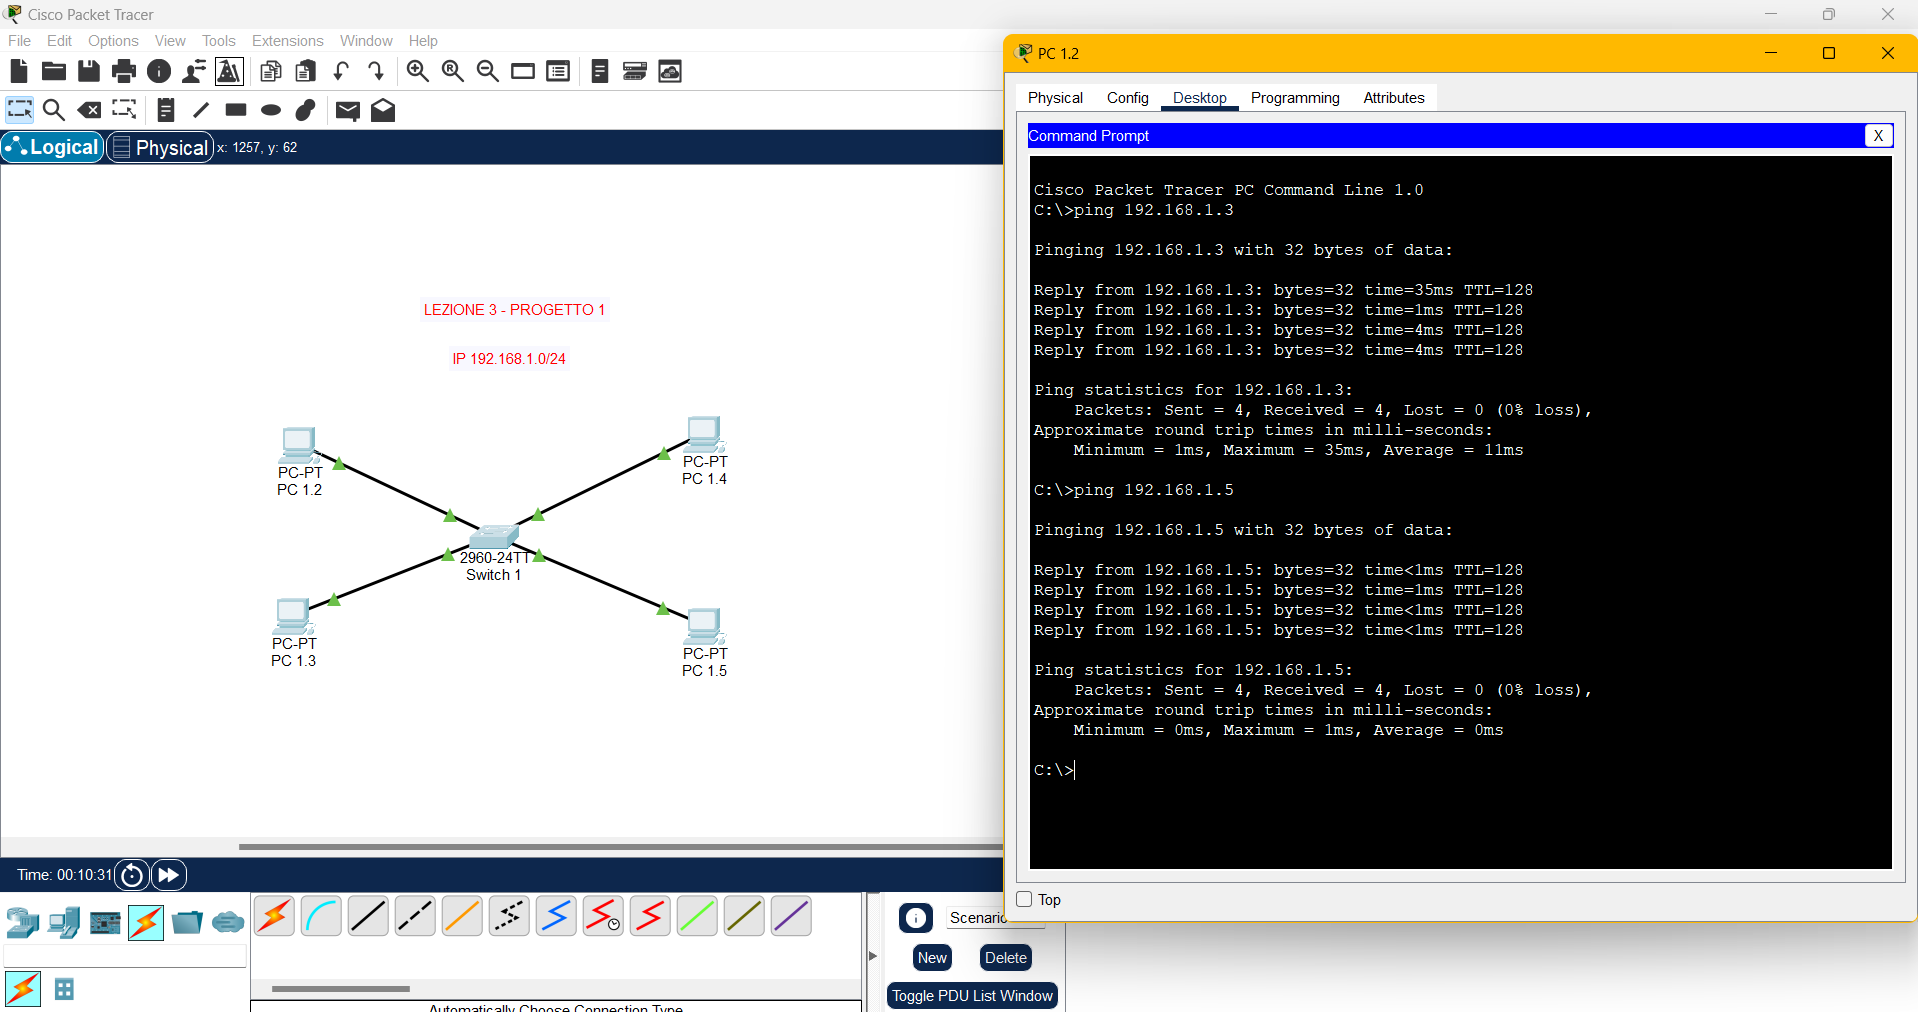 Cisco Packet Tracer
File Edit Options View Tools Extensions Window Help
Logical Physical x: 1257, y: 62
LEZIONE 3 - PROGETTO 1
IP 192.168.1.0/24
PC-PT
PC 1.2
PC-PT
PC 1.4
2960-24TT
Switch 1
PC-PT
PC 1.3
PC-PT
PC 1.5
Time: 00:10:31
Automatically Choose Connection Type
Scenario
New Delete
Toggle PDU List Window
PC 1.2
Physical Config Desktop Programming Attributes
Command Prompt X
Cisco Packet Tracer PC Command Line 1.0
C:\>ping 192.168.1.3
Pinging 192.168.1.3 with 32 bytes of data:
Reply from 192.168.1.3: bytes=32 time=35ms TTL=128
Reply from 192.168.1.3: bytes=32 time=1ms TTL=128
Reply from 192.168.1.3: bytes=32 time=4ms TTL=128
Reply from 192.168.1.3: bytes=32 time=4ms TTL=128
Ping statistics for 192.168.1.3:
Packets: Sent = 4, Received = 4, Lost = 0 (0% loss),
Approximate round trip times in milli-seconds:
Minimum = 1ms, Maximum = 35ms, Average = 11ms
C:\>ping 192.168.1.5
Pinging 192.168.1.5 with 32 bytes of data:
Reply from 192.168.1.5: bytes=32 time<1ms TTL=128
Reply from 192.168.1.5: bytes=32 time=1ms TTL=128
Reply from 192.168.1.5: bytes=32 time<1ms TTL=128
Reply from 192.168.1.5: bytes=32 time<1ms TTL=128
Ping statistics for 192.168.1.5:
Packets: Sent = 4, Received = 4, Lost = 0 (0% loss),
Approximate round trip times in milli-seconds:
Minimum = 0ms, Maximum = 1ms, Average = 0ms
C:\>
Top